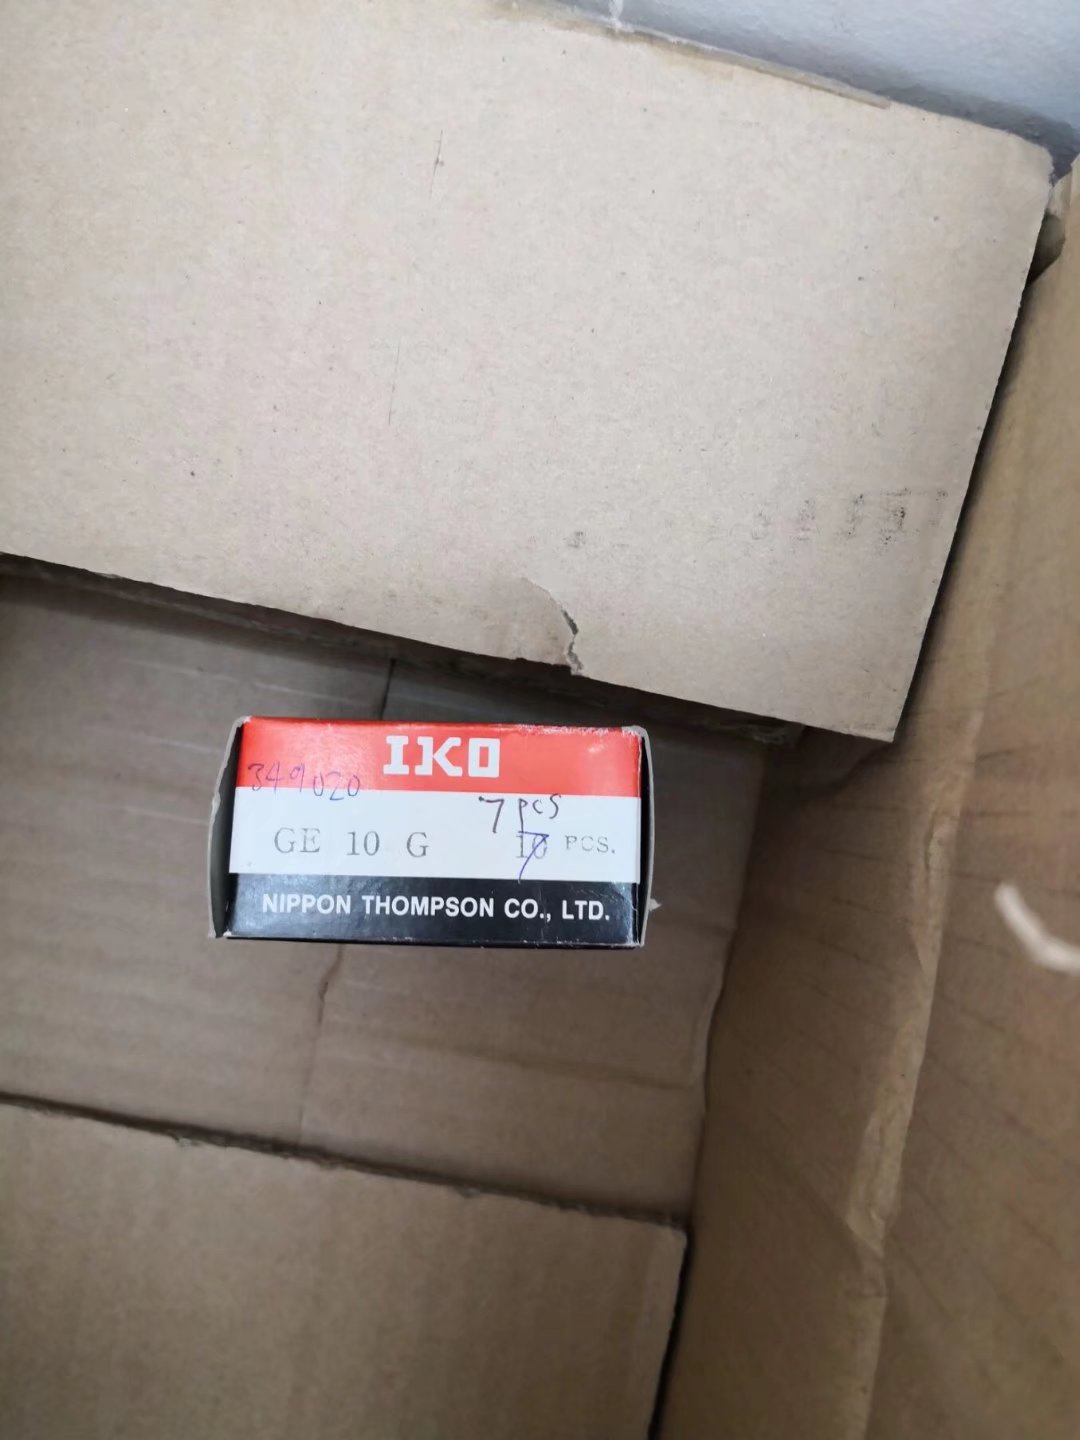 IKO
349020
7 pcs
GE 10 G 10 PCS.
NIPPON THOMPSON CO., LTD.